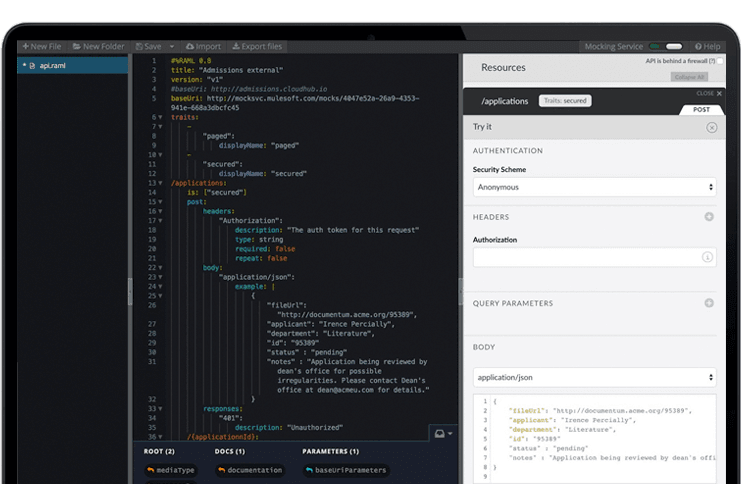 New File New Folder Save Import Export files Mocking Service Help
* api.raml
1 #%RAML 0.8
2 title: "Admissions external"
3 version: "v1"
4 #baseUri: http://admissions.cloudhub.io
5 baseUri: http://mocksvc.mulesoft.com/mocks/4047e52a-26a9-4353-
941e-668a3dbcfc45
6 traits:
7 -
8 "paged":
9 displayName: "paged"
10 -
11 "secured":
12 displayName: "secured"
13 /applications:
14 is: ["secured"]
15 post:
16 headers:
17 "Authorization":
18 description: "The auth token for this request"
19 type: string
20 required: false
21 repeat: false
22 body:
23 "application/json":
24 example: |
25 {
26 "fileUrl":
"http://documentum.acme.org/95389",
27 "applicant": "Irence Percially",
28 "department": "Literature",
29 "id": "95389"
30 "status" : "pending"
31 "notes" : "Application being reviewed by
dean's office for possible
irregularities. Please contact Dean's
office at dean@acmeu.com for details."
32 }
33 responses:
34 "401":
35 description: "Unauthorized"
36 /{applicationId}:
ROOT (2) DOCS (1) PARAMETERS (1)
mediaType documentation baseUriParameters
API is behind a firewall (?)
Resources
Collapse All
CLOSE X
/applications Traits: secured
POST
Try it
AUTHENTICATION
Security Scheme
Anonymous
HEADERS
Authorization
QUERY PARAMETERS
BODY
application/json
1 {
2 "fileUrl": "http://documentum.acme.org/95389",
3 "applicant": "Irence Percially",
4 "department": "Literature",
5 "id": "95389"
6 "status" : "pending"
7 "notes" : "Application being reviewed by dean's offi
8 }
9